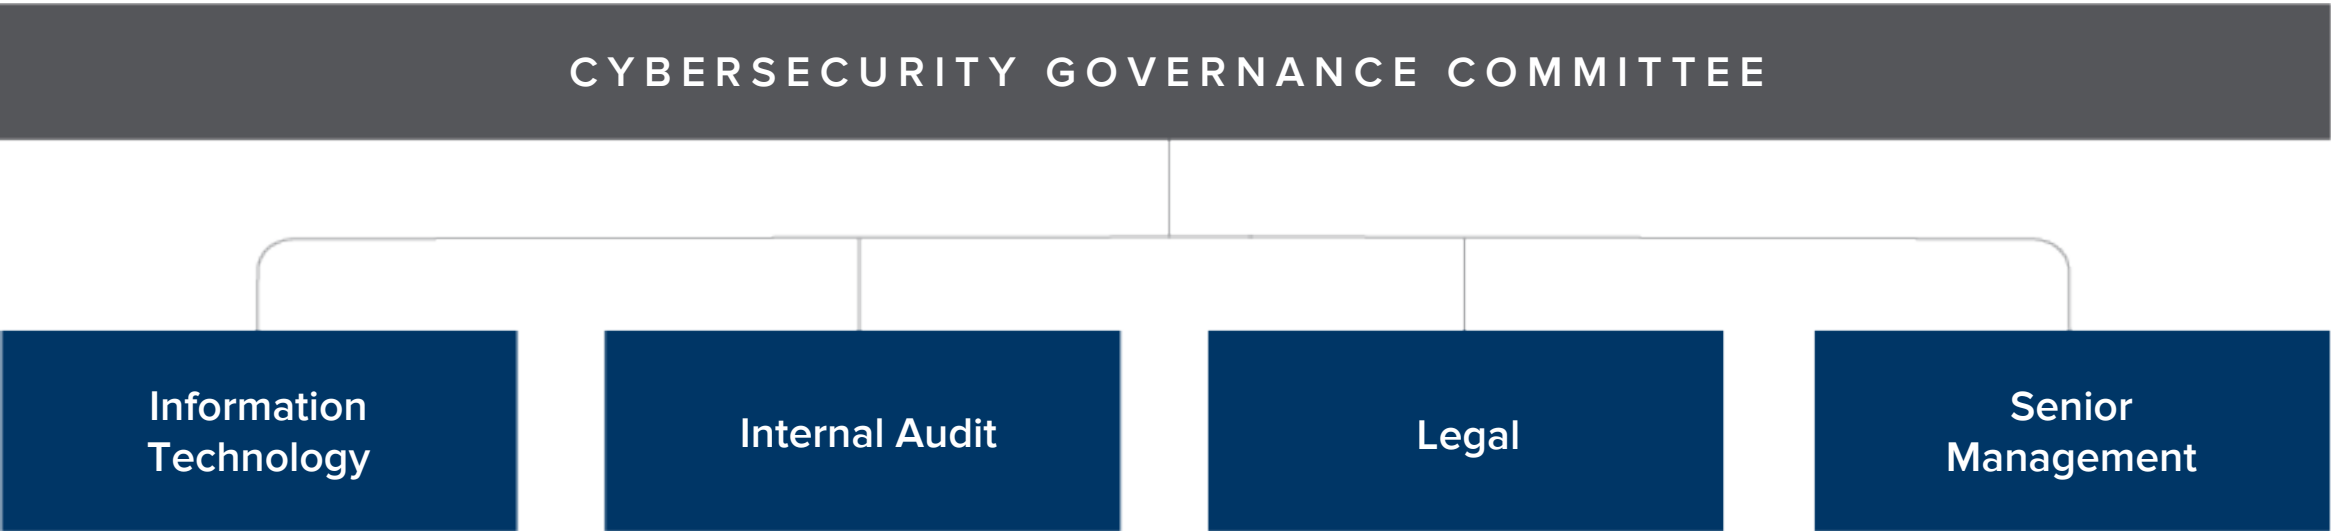 CYBERSECURITY GOVERNANCE COMMITTEE
Information
Technology
Internal Audit
Legal
Senior
Management